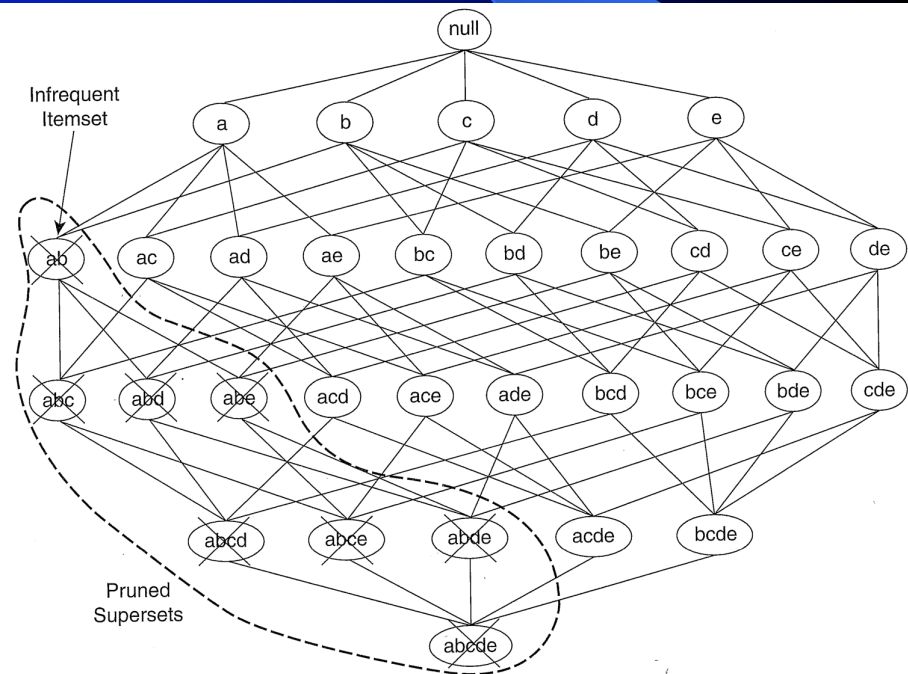 null
Infrequent
Itemset
a b c d e
ab ac ad ae bc bd be cd ce de
abc abd abe acd ace ade bcd bce bde cde
abcd abce abde acde bcde
Pruned
Supersets
abcde